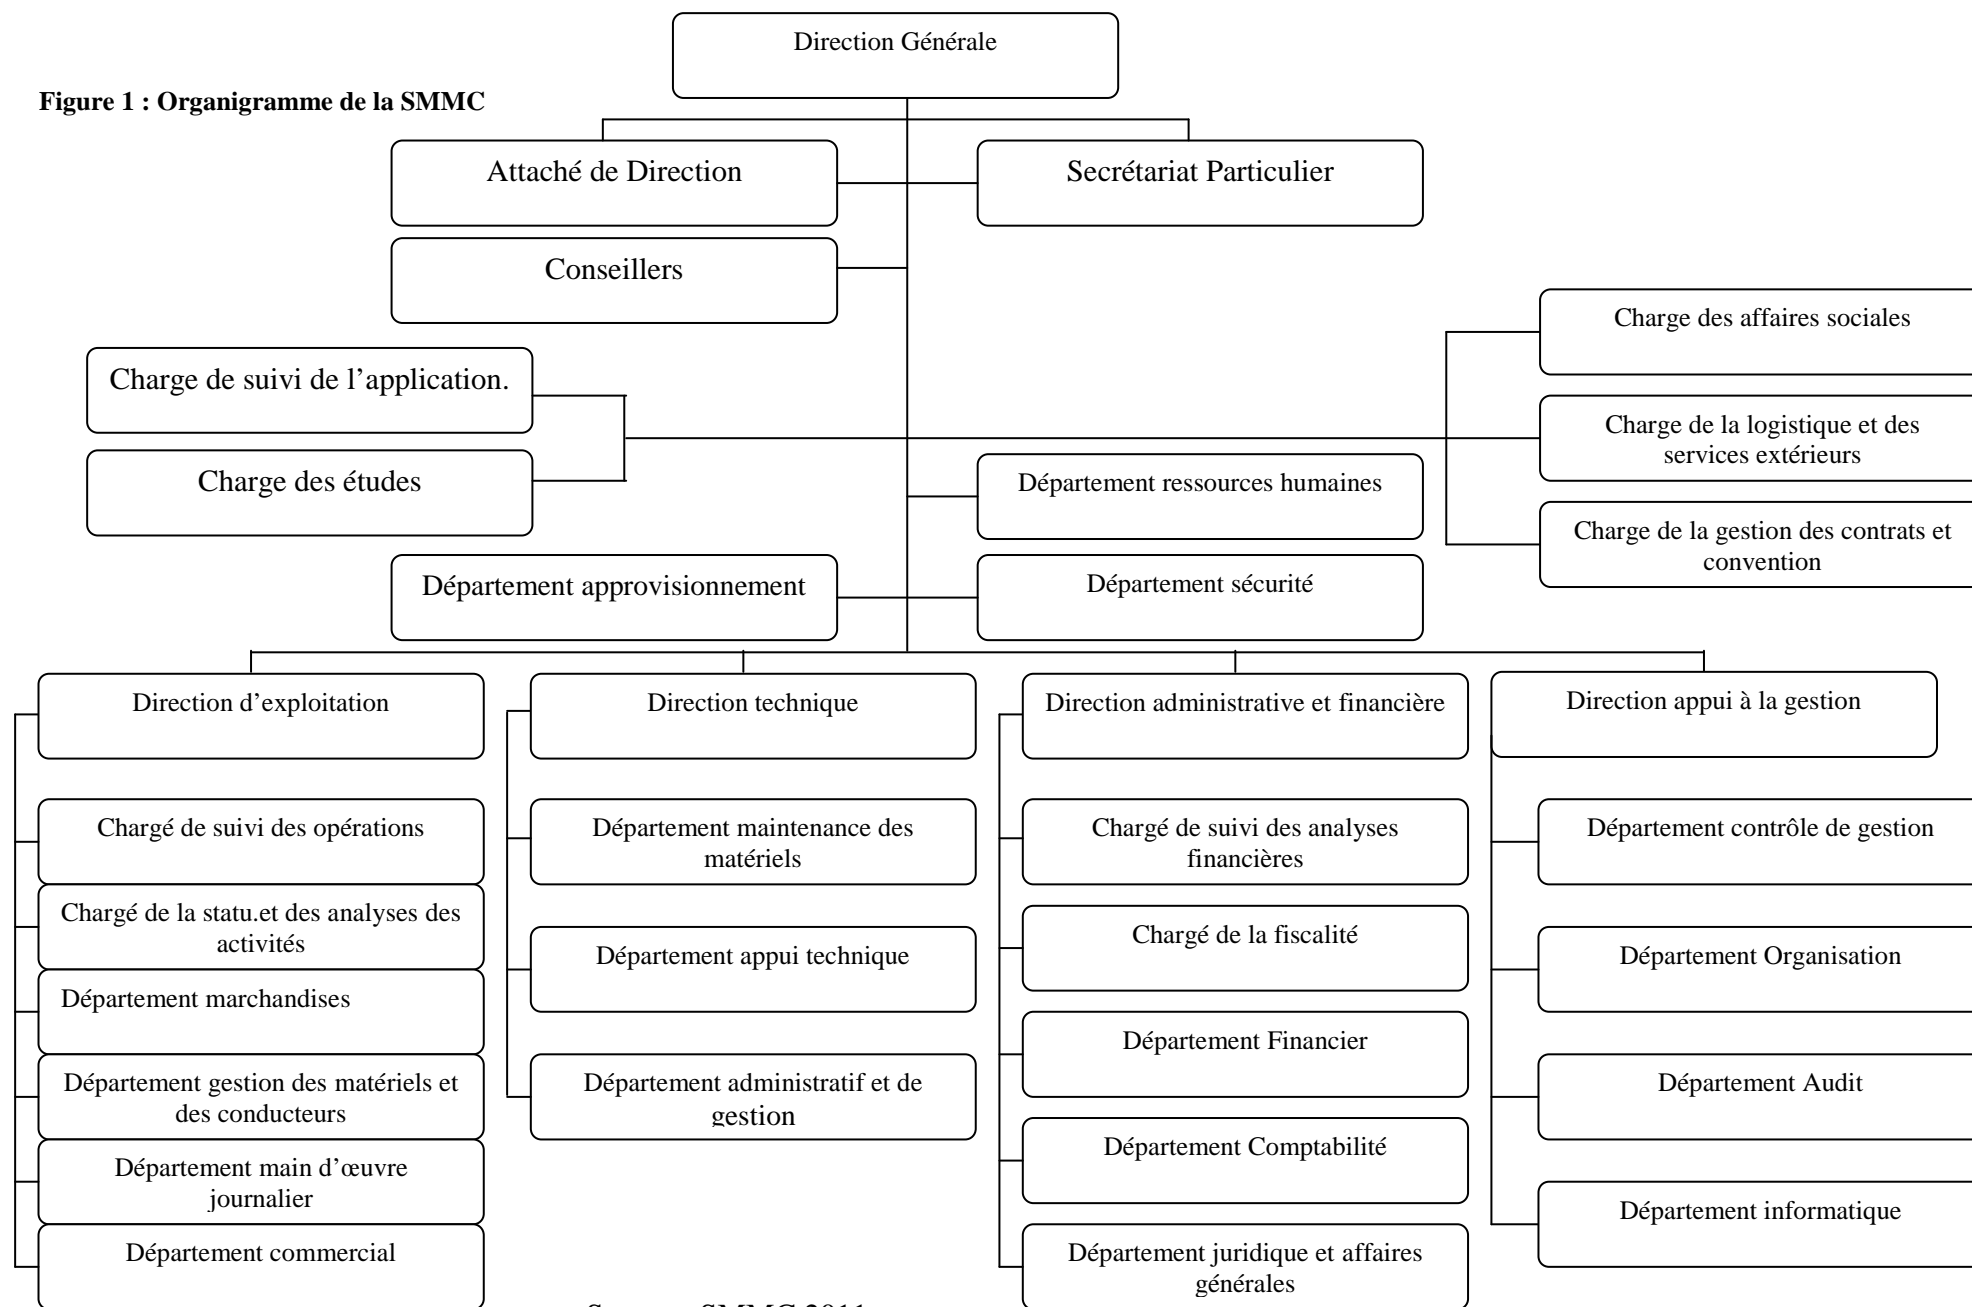 Direction Générale
Figure 1 : Organigramme de la SMMC
Attaché de Direction
Secrétariat Particulier
Conseillers
Charge des affaires sociales
Charge de suivi de l’application.
Charge de la logistique et des
services extérieurs
Charge des études
Département ressources humaines
Charge de la gestion des contrats et
convention
Département approvisionnement
Département sécurité
Direction d’exploitation
Direction technique
Direction administrative et financière
Direction appui à la gestion
Chargé de suivi des opérations
Chargé de la statu.et des analyses des
activités
Département marchandises
Département gestion des matériels et
des conducteurs
Département main d’œuvre
journalier
Département commercial
Département maintenance des
matériels
Département appui technique
Département administratif et de
gestion
Chargé de suivi des analyses
financières
Chargé de la fiscalité
Département Financier
Département Comptabilité
Département juridique et affaires
générales
Département contrôle de gestion
Département Organisation
Département Audit
Département informatique
SMMC 2011